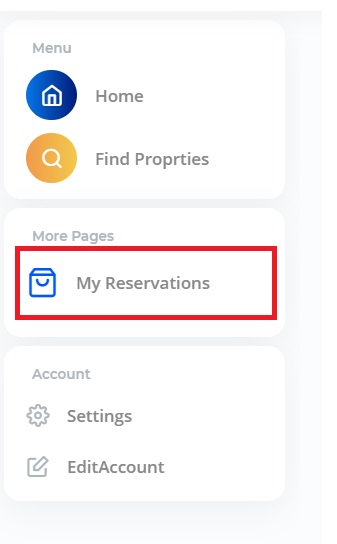 Menu
Home
Find Proprties
More Pages
My Reservations
Account
Settings
EditAccount